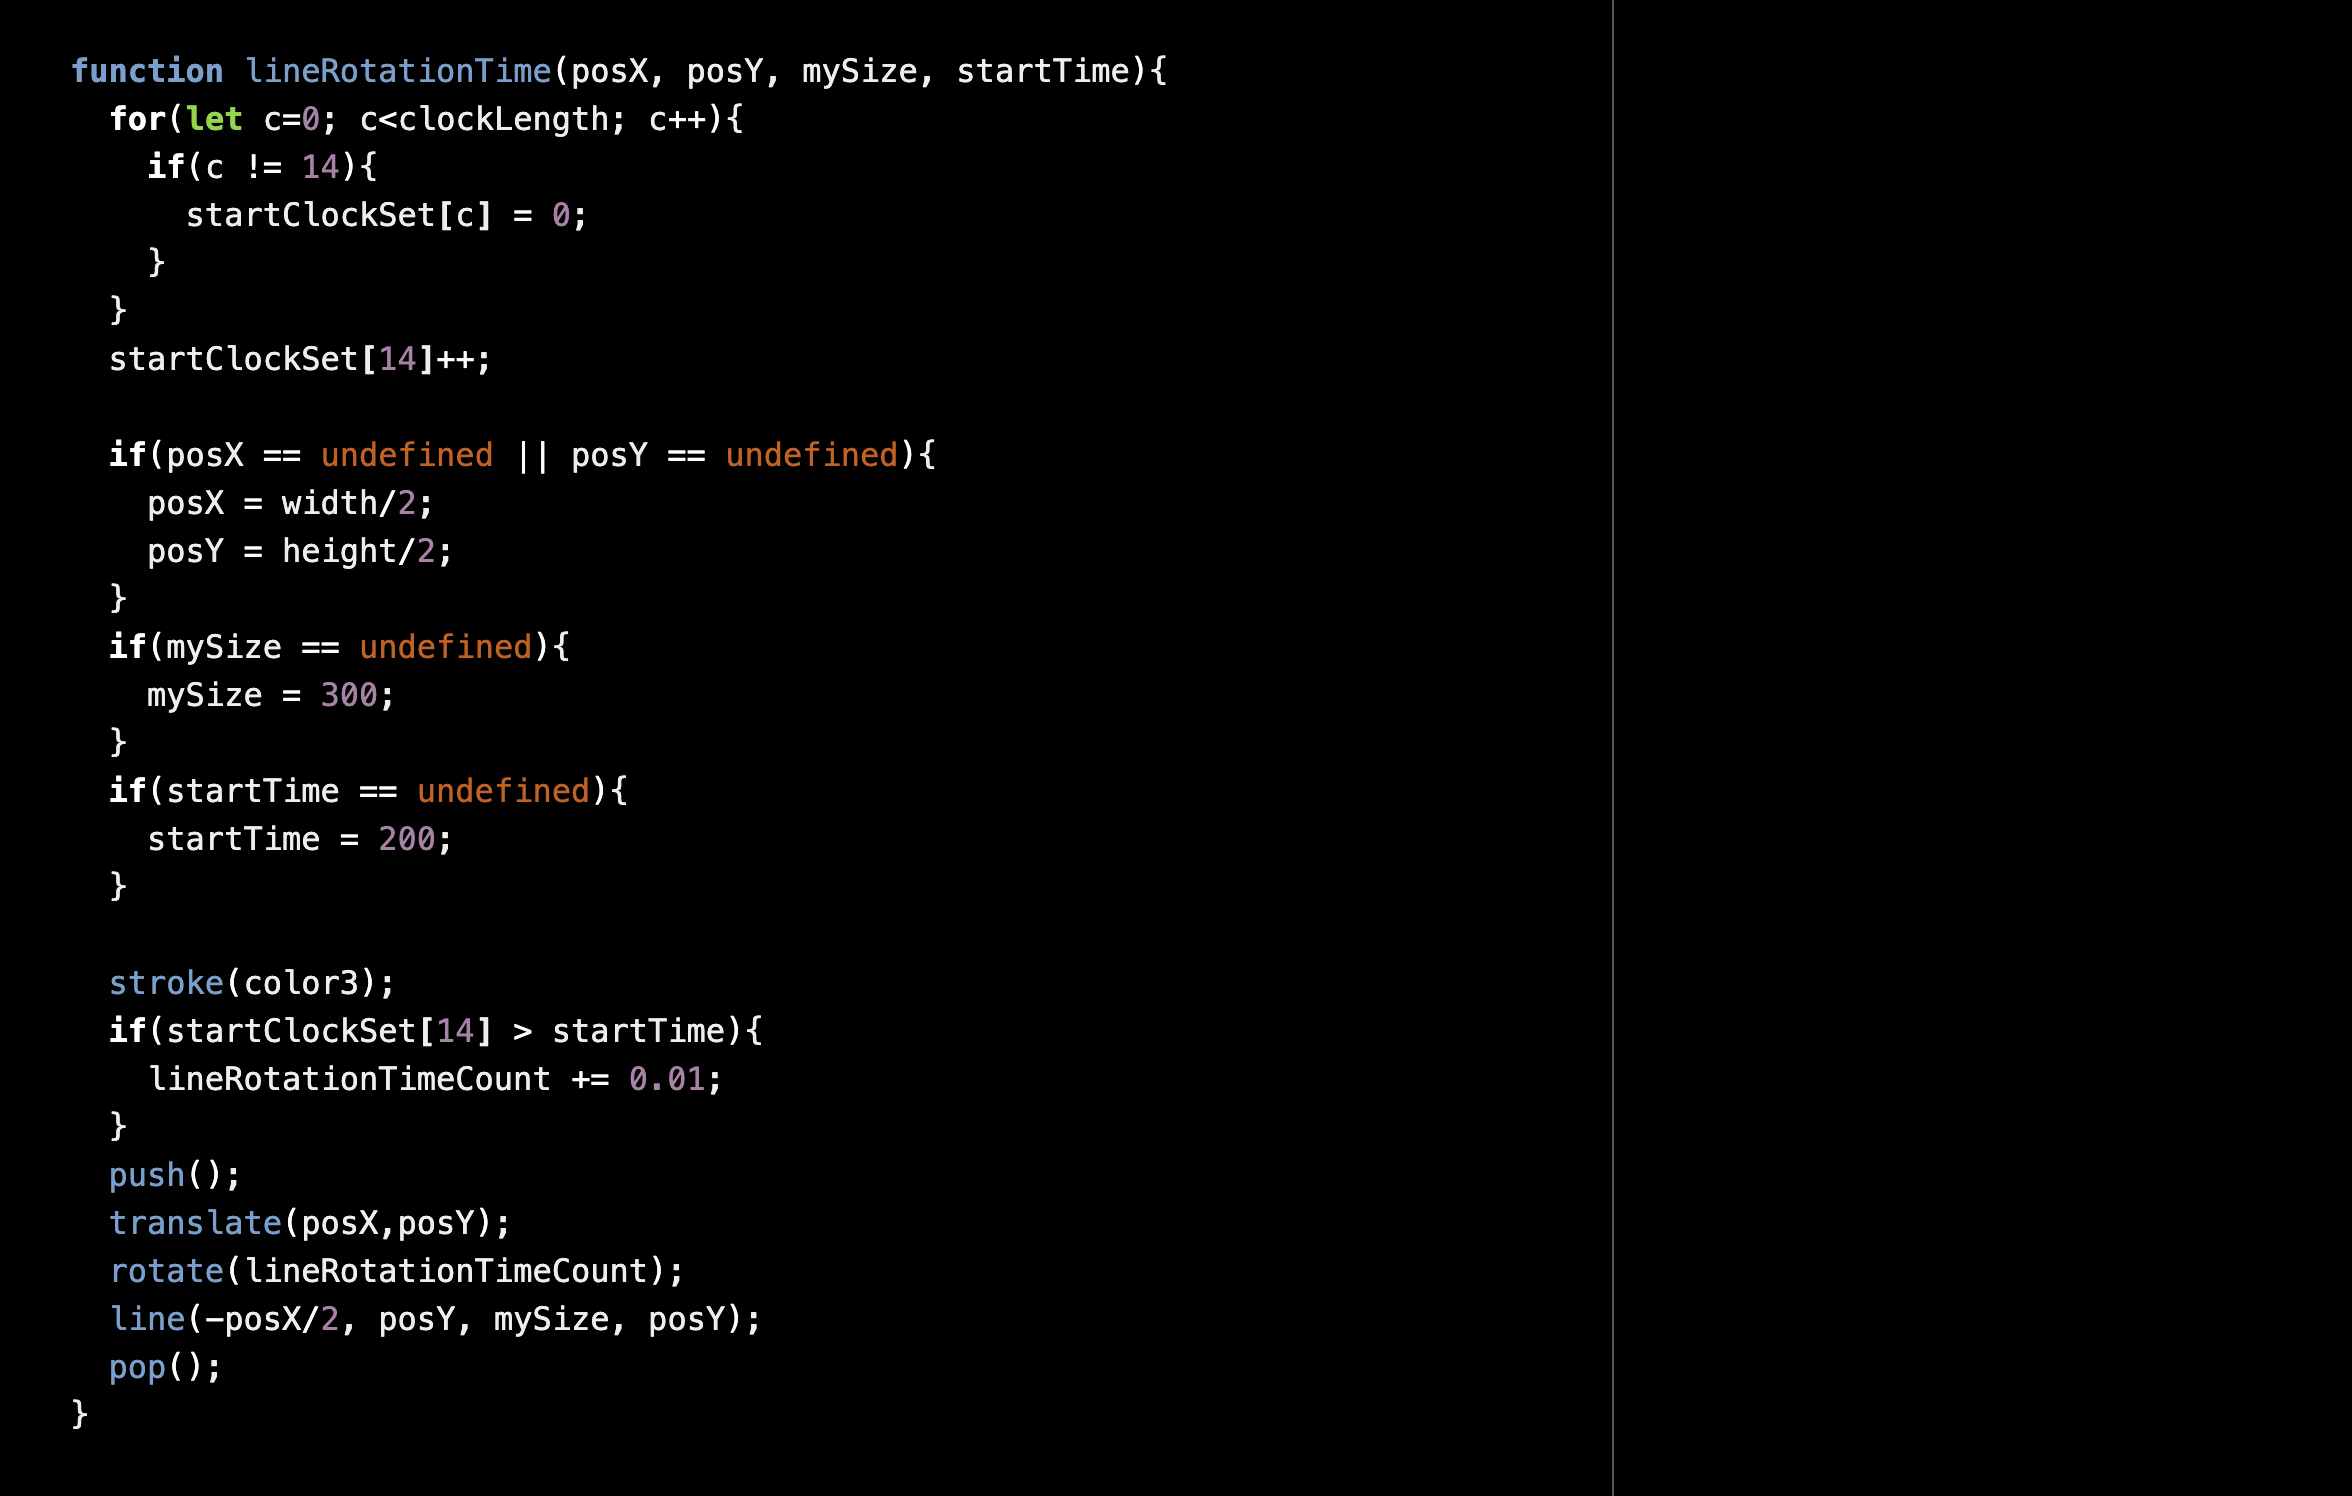 function lineRotationTime(posX, posY, mySize, startTime){
  for(let c=0; c<clockLength; c++){
    if(c != 14){
      startClockSet[c] = 0;
    }
  }
  startClockSet[14]++;

  if(posX == undefined || posY == undefined){
    posX = width/2;
    posY = height/2;
  }
  if(mySize == undefined){
    mySize = 300;
  }
  if(startTime == undefined){
    startTime = 200;
  }

  stroke(color3);
  if(startClockSet[14] > startTime){
    lineRotationTimeCount += 0.01;
  }
  push();
  translate(posX,posY);
  rotate(lineRotationTimeCount);
  line(-posX/2, posY, mySize, posY);
  pop();
}